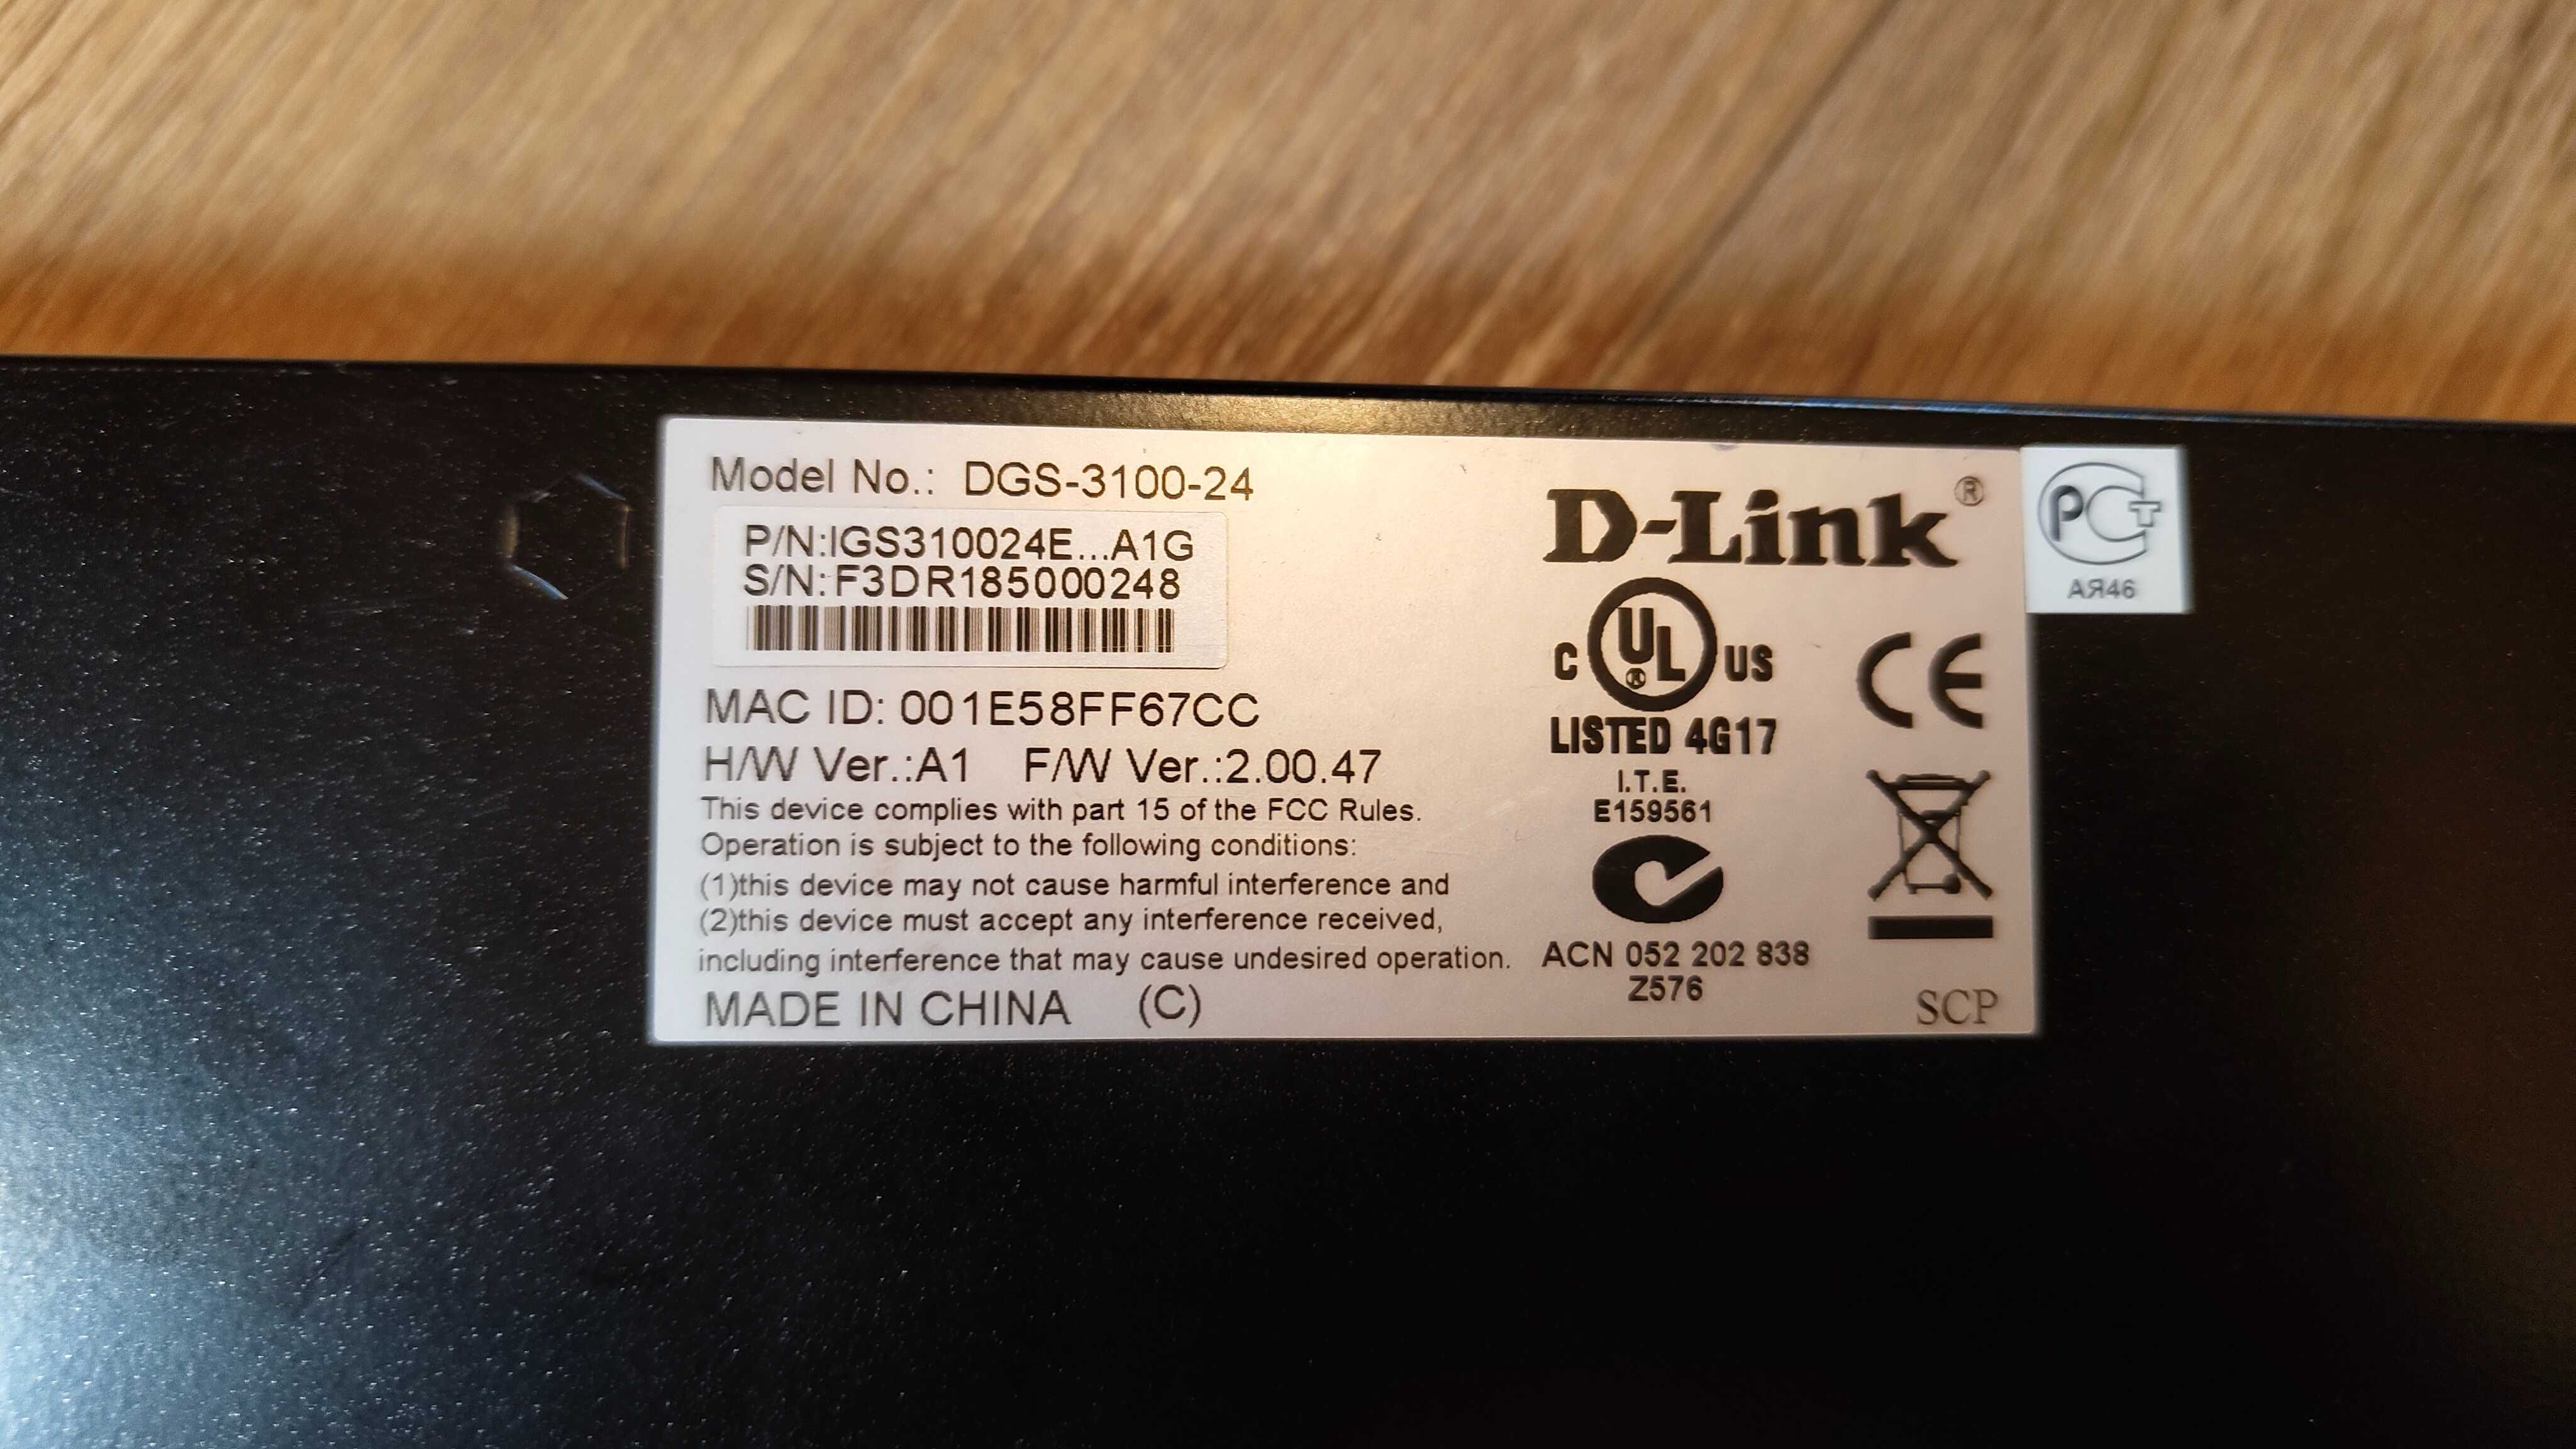 Model No.: DGS-3100-24
P/N:IGS310024E...A1G
S/N:F3DR185000248
MAC ID: 001E58FF67CC
H/W Ver.:A1 F/W Ver.:2.00.47
This device complies with part 15 of the FCC Rules.
Operation is subject to the following conditions:
(1)this device may not cause harmful interference and
(2)this device must accept any interference received,
including interference that may cause undesired operation.
MADE IN CHINA (C)
D-Link®
C UL® US
LISTED 4G17
I.T.E.
E159561
ACN 052 202 838
Z576
CE
SCP
РСТ
АЯ46